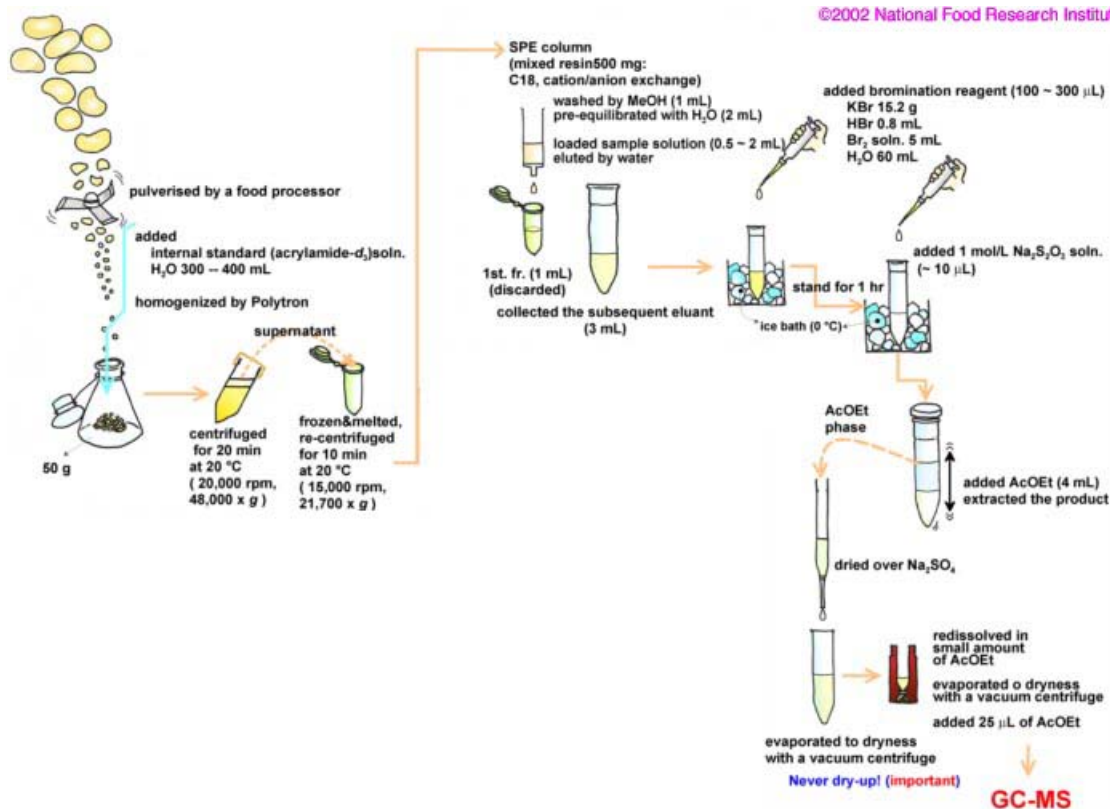 ©2002 National Food Research Institut
pulverised by a food processor
added
internal standard (acrylamide-d₃)soln.
H₂O 300 -- 400 mL
homogenized by Polytron
50 g
supernatant
centrifuged
for 20 min
at 20 °C
( 20,000 rpm,
48,000 x g )
frozen&melted,
re-centrifuged
for 10 min
at 20 °C
( 15,000 rpm,
21,700 x g )
SPE column
(mixed resin500 mg:
C18, cation/anion exchange)
washed by MeOH (1 mL)
pre-equilibrated with H₂O (2 mL)
loaded sample solution (0.5 ~ 2 mL)
eluted by water
1st. fr. (1 mL)
(discarded)
collected the subsequent eluant
(3 mL)
added bromination reagent (100 ~ 300 μL)
KBr 15.2 g
HBr 0.8 mL
Br₂ soln. 5 mL
H₂O 60 mL
stand for 1 hr
ice bath (0 °C)
added 1 mol/L Na₂S₂O₃ soln.
(~ 10 μL)
AcOEt
phase
added AcOEt (4 mL)
extracted the product
dried over Na₂SO₄
evaporated to dryness
with a vacuum centrifuge
Never dry-up! (important)
redissolved in
small amount
of AcOEt
evaporated o dryness
with a vacuum centrifuge
added 25 μL of AcOEt
GC-MS